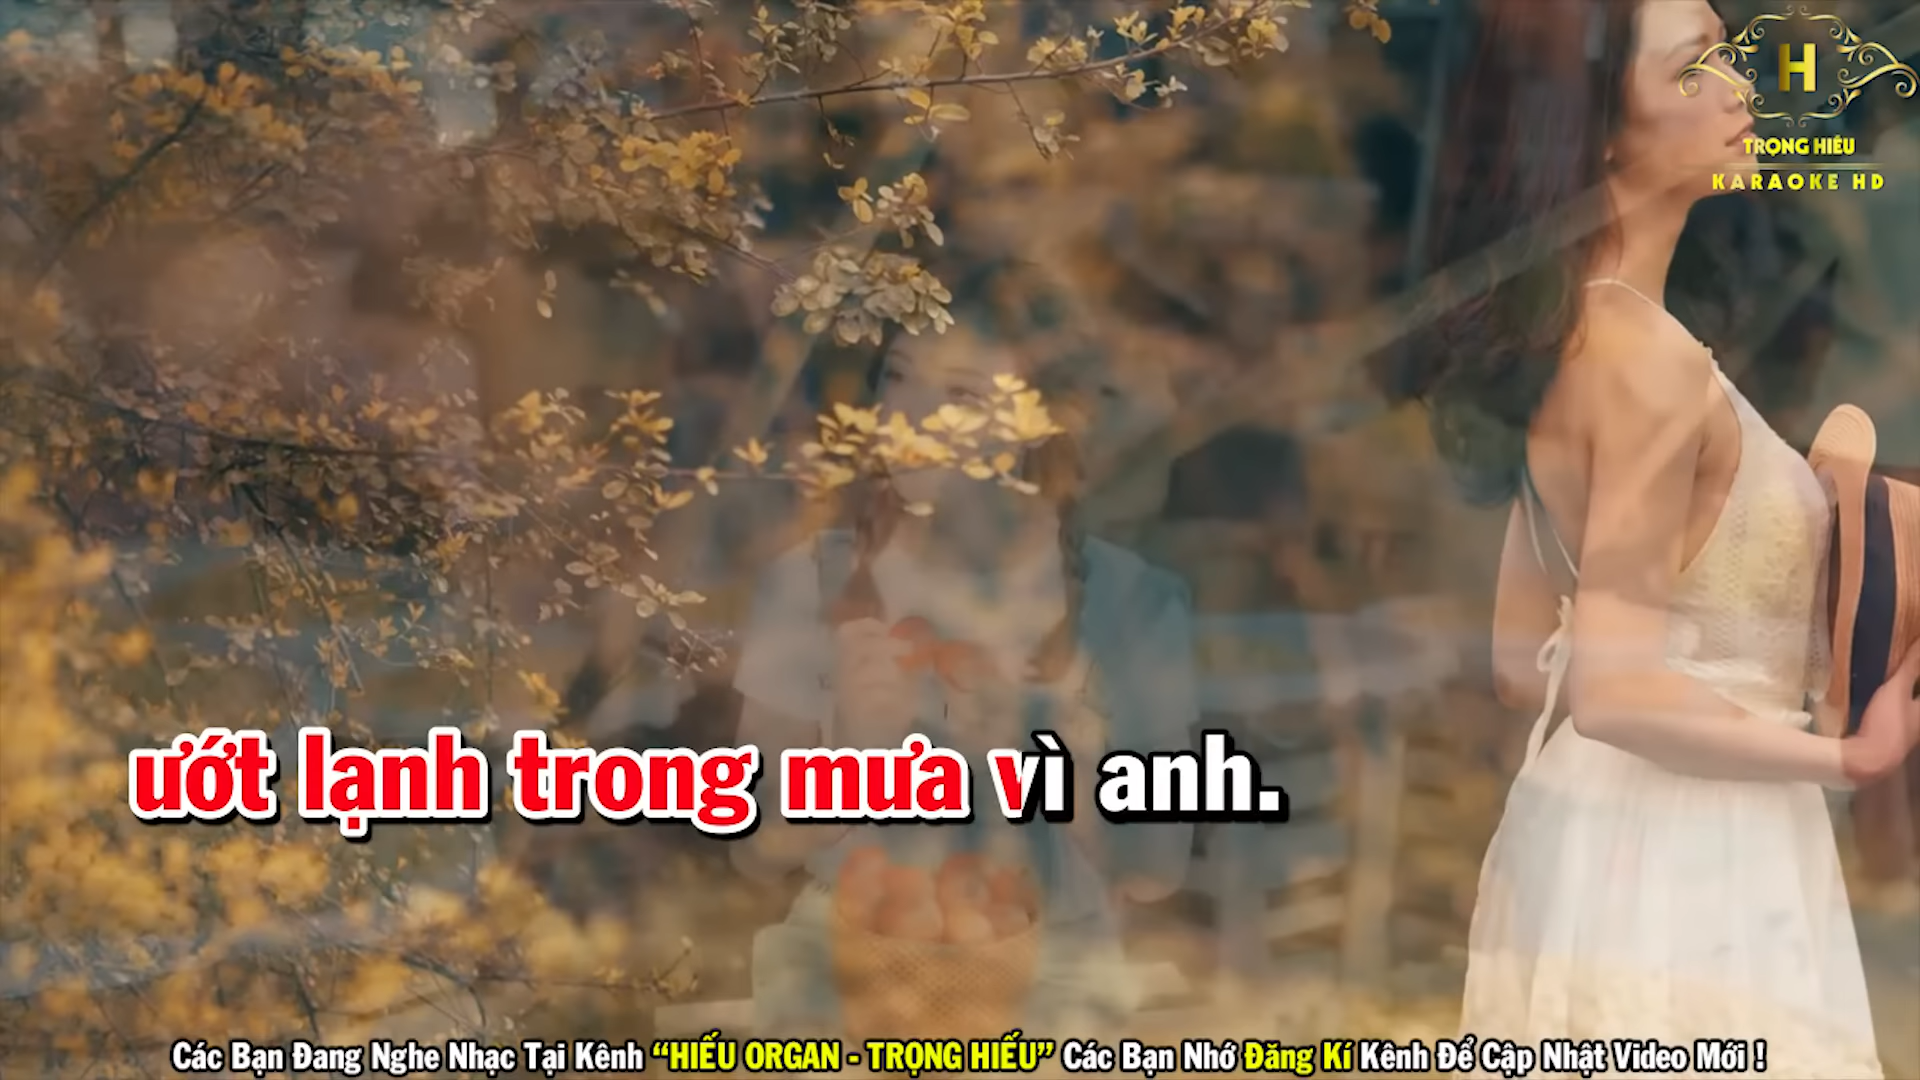 H
TRỌNG HIẾU
KARAOKE HD
ướt lạnh trong mưa vì anh.
Các Bạn Đang Nghe Nhạc Tại Kênh “HIẾU ORGAN - TRỌNG HIẾU” Các Bạn Nhớ Đăng Kí Kênh Để Cập Nhật Video Mới !